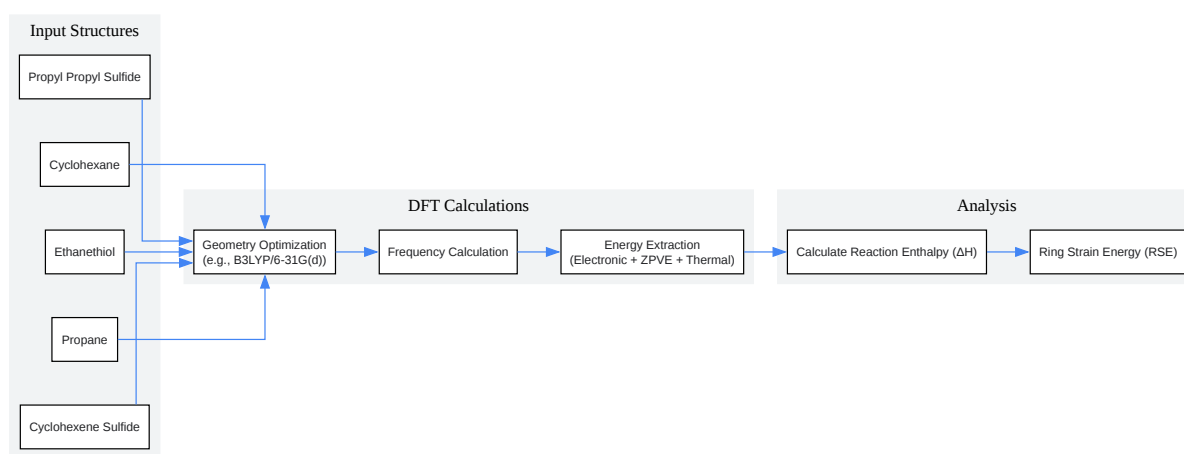 Input Structures
Propyl Propyl Sulfide
Cyclohexane
Ethanethiol
Propane
Cyclohexene Sulfide
DFT Calculations
Geometry Optimization
(e.g., B3LYP/6-31G(d))
Frequency Calculation
Energy Extraction
(Electronic + ZPVE + Thermal)
Analysis
Calculate Reaction Enthalpy (ΔH)
Ring Strain Energy (RSE)